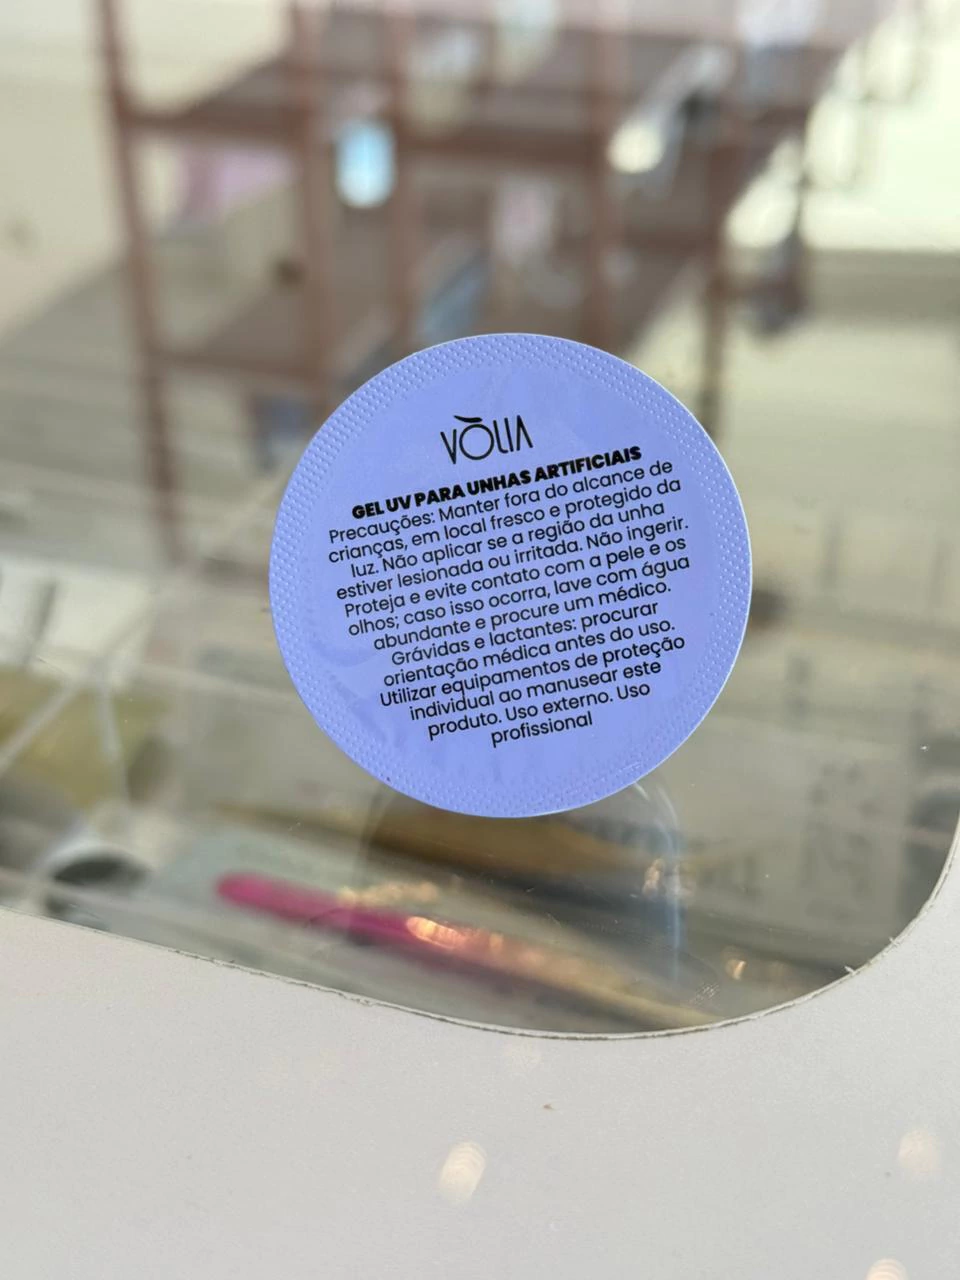 VÒLIA
GEL UV PARA UNHAS ARTIFICIAIS
Precauções: Manter fora do alcance de
crianças, em local fresco e protegido da
luz. Não aplicar se a região da unha
estiver lesionada ou irritada. Não ingerir.
Proteja e evite contato com a pele e os
olhos; caso isso ocorra, lave com água
abundante e procure um médico.
Grávidas e lactantes: procurar
orientação médica antes do uso.
Utilizar equipamentos de proteção
individual ao manusear este
produto. Uso externo. Uso
profissional